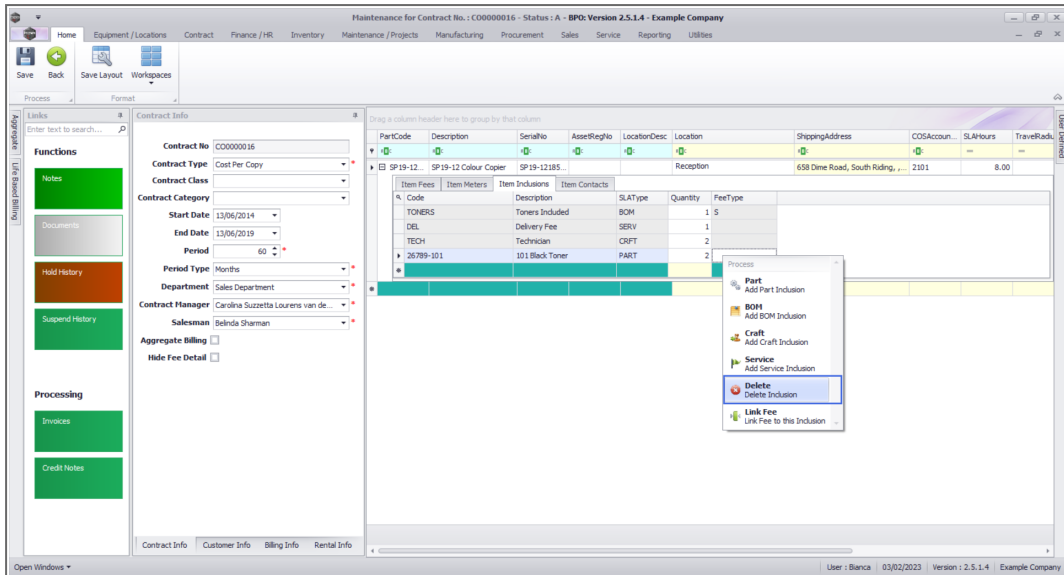 Maintenance for Contract No. : CO0000016 - Status : A - BPO: Version 2.5.1.4 - Example Company
Home Equipment / Locations Contract Finance / HR Inventory Maintenance / Projects Manufacturing Procurement Sales Service Reporting Utilities
Save Back Save Layout Workspaces
Process Format
Aggregate
Life Based Billing
Links
Enter text to search...
Functions
Notes
Documents
Hold History
Suspend History
Processing
Invoices
Credit Notes
Contract Info
Contract No CO0000016
Contract Type Cost Per Copy *
Contract Class
Contract Category
Start Date 13/06/2014
End Date 13/06/2019
Period 60 *
Period Type Months *
Department Sales Department *
Contract Manager Carolina Suzzetta Lourens van de... *
Salesman Belinda Sharman *
Aggregate Billing
Hide Fee Detail
Contract Info Customer Info Billing Info Rental Info
Drag a column header here to group by that column
PartCode Description SerialNo AssetRegNo LocationDesc Location ShippingAddress COSAccoun... SLAHours TravelRadiu
SP19-12... SP19-12 Colour Copier SP19-12185... Reception 658 Dime Road, South Riding, ,... 2101 8.00
Item Fees Item Meters Item Inclusions Item Contacts
Code Description SLAType Quantity FeeType
TONERS Toners Included BOM 1 S
DEL Delivery Fee SERV 1
TECH Technician CRFT 2
26789-101 101 Black Toner PART 2
Process
Part
Add Part Inclusion
BOM
Add BOM Inclusion
Craft
Add Craft Inclusion
Service
Add Service Inclusion
Delete
Delete Inclusion
Link Fee
Link Fee to this Inclusion
User Defined
Open Windows
User : Bianca 03/02/2023 Version : 2.5.1.4 Example Company